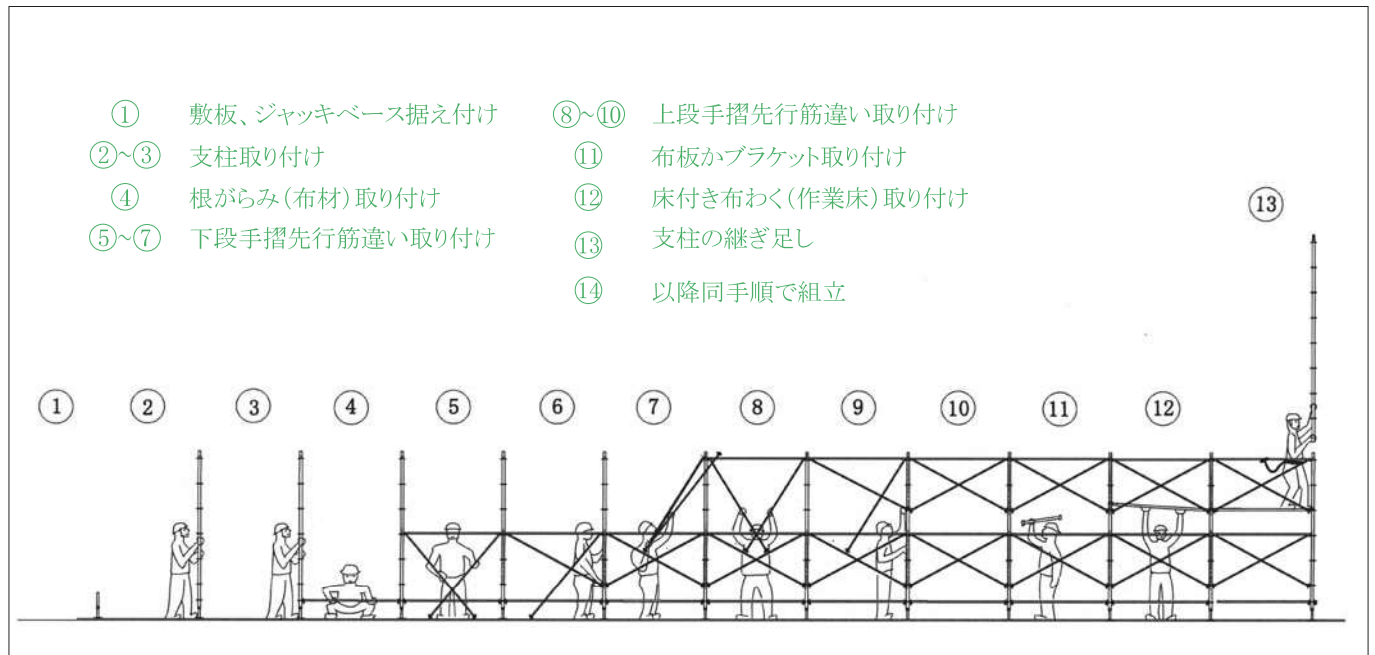 ① 敷板、ジャッキベース据え付け
②~③ 支柱取り付け
④ 根がらみ(布材)取り付け
⑤~⑦ 下段手摺先行筋違い取り付け
⑧~⑩ 上段手摺先行筋違い取り付け
⑪ 布板かブラケット取り付け
⑫ 床付き布わく(作業床)取り付け
⑬ 支柱の継ぎ足し
⑭ 以降同手順で組立
⑬
① ② ③ ④ ⑤ ⑥ ⑦ ⑧ ⑨ ⑩ ⑪ ⑫